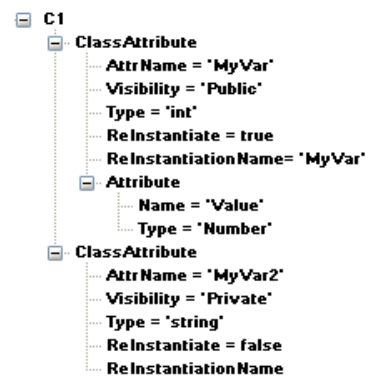 C1
ClassAttribute
AttrName = 'MyVar'
Visibility = 'Public'
Type = 'int'
ReInstantiate = true
ReInstantiationName= 'MyVar'
Attribute
Name = 'Value'
Type = 'Number'
ClassAttribute
AttrName = 'MyVar2'
Visibility = 'Private'
Type = 'string'
ReInstantiate = false
ReInstantiationName